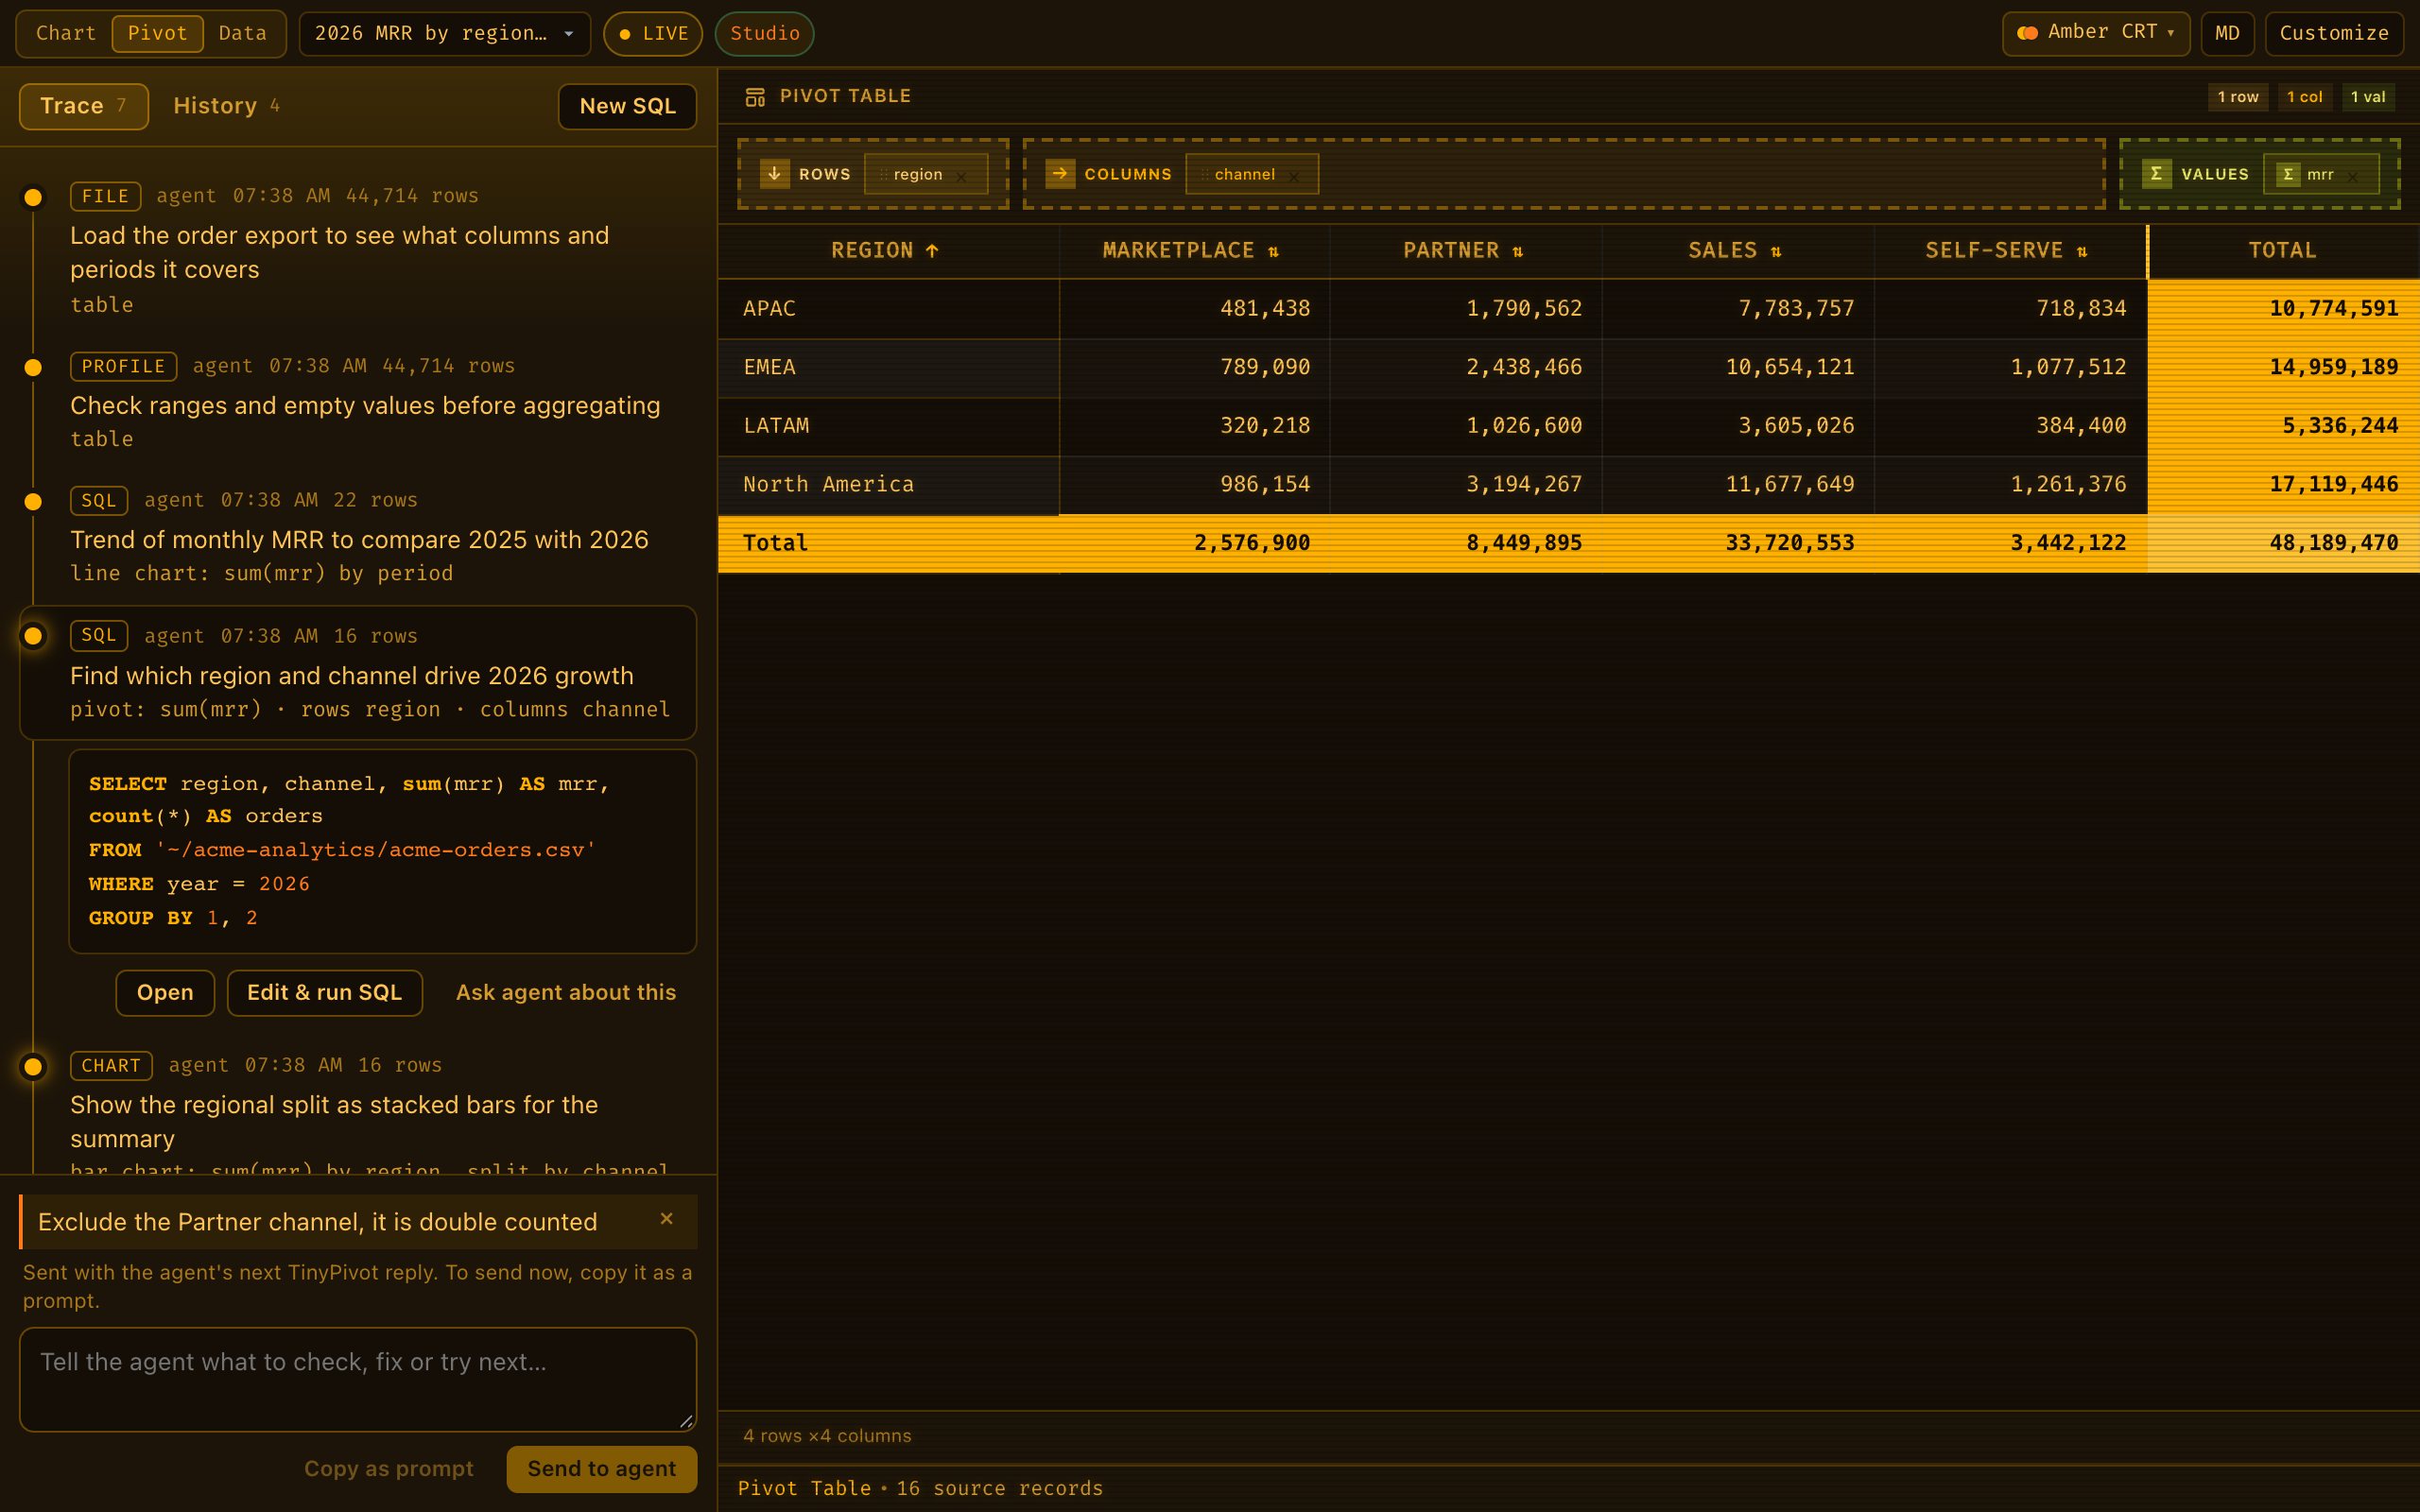 Chart Pivot Data 2026 MRR by region… LIVE Studio Amber CRT MD Customize
Trace 7 History 4 New SQL
FILE agent 07:38 AM 44,714 rows
Load the order export to see what columns and
periods it covers
table
PROFILE agent 07:38 AM 44,714 rows
Check ranges and empty values before aggregating
table
SQL agent 07:38 AM 22 rows
Trend of monthly MRR to compare 2025 with 2026
line chart: sum(mrr) by period
SQL agent 07:38 AM 16 rows
Find which region and channel drive 2026 growth
pivot: sum(mrr) · rows region · columns channel
SELECT region, channel, sum(mrr) AS mrr,
count(*) AS orders
FROM '~/acme-analytics/acme-orders.csv'
WHERE year = 2026
GROUP BY 1, 2
Open Edit & run SQL Ask agent about this
CHART agent 07:38 AM 16 rows
Show the regional split as stacked bars for the
summary
bar chart: sum(mrr) by region, split by channel
Exclude the Partner channel, it is double counted ×
Sent with the agent's next TinyPivot reply. To send now, copy it as a
prompt.
Tell the agent what to check, fix or try next…
Copy as prompt Send to agent
PIVOT TABLE 1 row 1 col 1 val
↓ ROWS region × → COLUMNS channel × Σ VALUES Σ mrr ×
REGION ↑ MARKETPLACE ⇅ PARTNER ⇅ SALES ⇅ SELF-SERVE ⇅ TOTAL
APAC 481,438 1,790,562 7,783,757 718,834 10,774,591
EMEA 789,090 2,438,466 10,654,121 1,077,512 14,959,189
LATAM 320,218 1,026,600 3,605,026 384,400 5,336,244
North America 986,154 3,194,267 11,677,649 1,261,376 17,119,446
Total 2,576,900 8,449,895 33,720,553 3,442,122 48,189,470
4 rows ×4 columns
Pivot Table • 16 source records